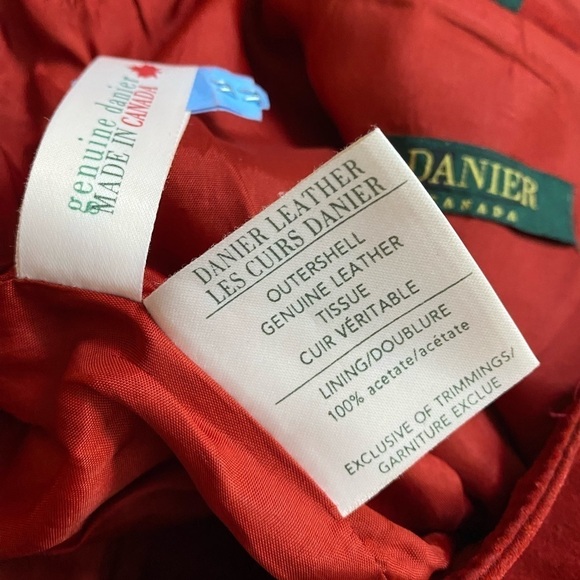 genuine danier
MADE IN CANADA
DANIER LEATHER
LES CUIRS DANIER
OUTERSHELL
GENUINE LEATHER
TISSUE
CUIR VÉRITABLE
LINING/DOUBLURE
100% acetate/acétate
EXCLUSIVE OF TRIMMINGS/
GARNITURE EXCLUE
DANIER
CANADA